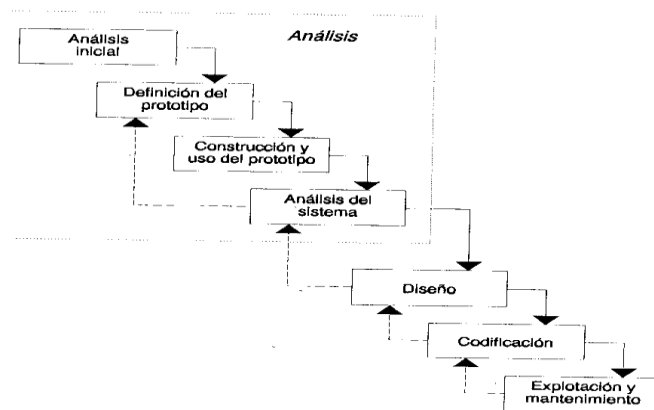 Análisis
Análisis
inicial
Definición del
prototipo
Construcción y
uso del prototipo
Análisis del
sistema
Diseño
Codificación
Explotación y
mantenimiento